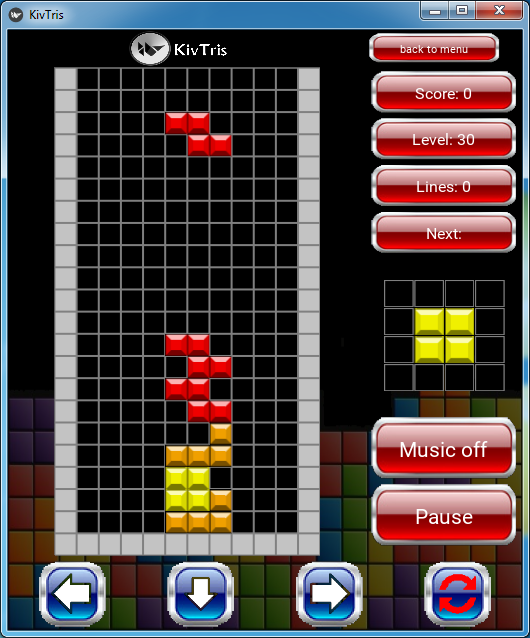 KivTris
KivTris
back to menu
Score: 0
Level: 30
Lines: 0
Next:
Music off
Pause